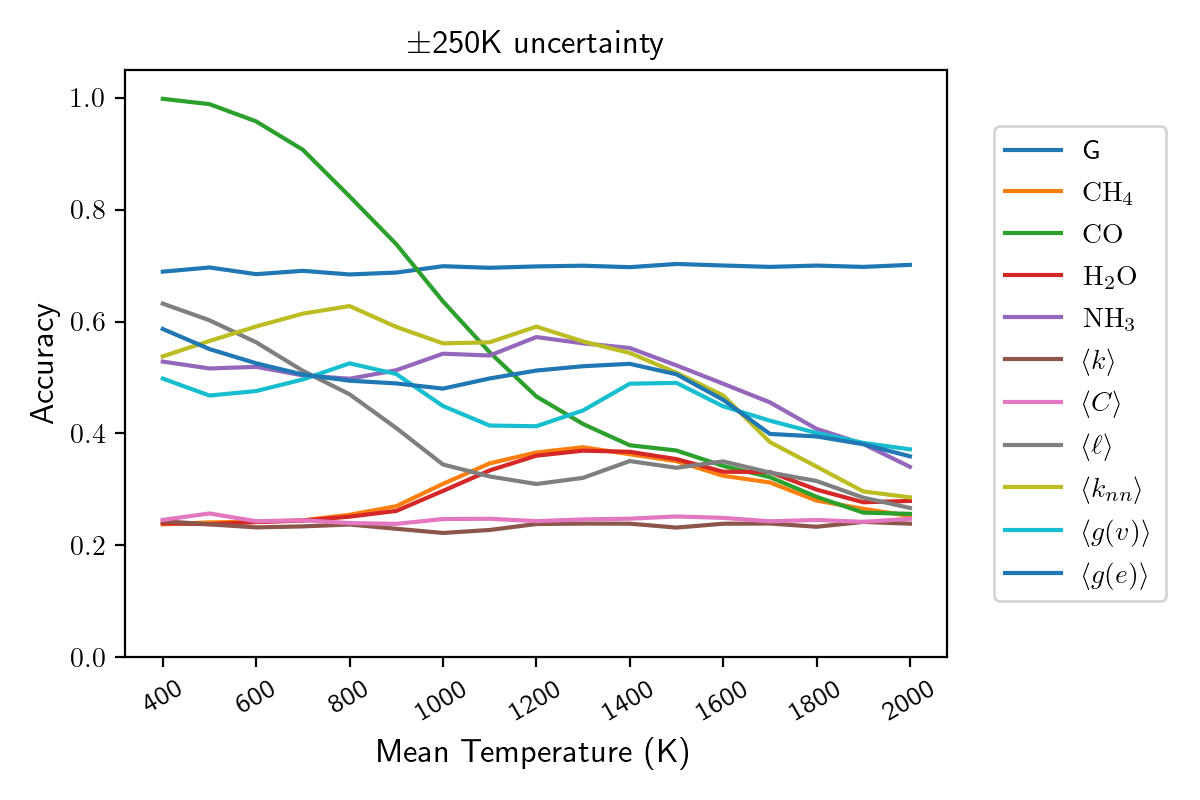 ±250K uncertainty
Accuracy
1.0
0.8
0.6
0.4
0.2
0.0
400 600 800 1000 1200 1400 1600 1800 2000
Mean Temperature (K)
G
CH₄
CO
H₂O
NH₃
⟨k⟩
⟨C⟩
⟨ℓ⟩
⟨kₙₙ⟩
⟨g(v)⟩
⟨g(e)⟩